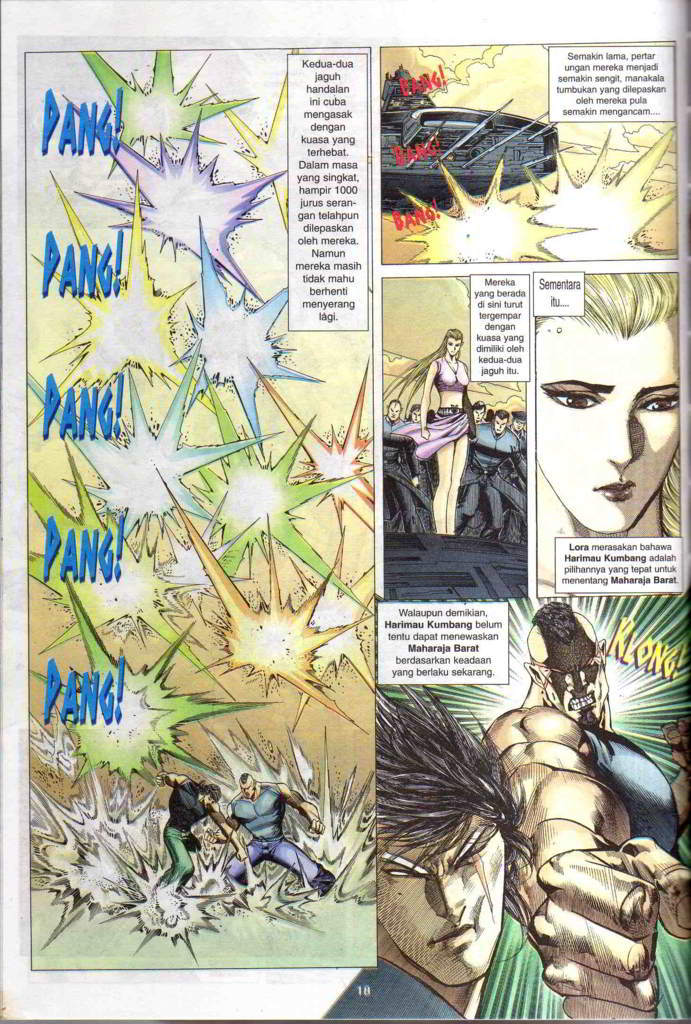 Kedua-dua
jaguh
handalan
ini cuba
mengasak
dengan
kuasa yang
terhebat.
Dalam masa
yang singkat,
hampir 1000
jurus seran-
gan telahpun
dilepaskan
oleh mereka.
Namun
mereka masih
tidak mahu
berhenti
menyerang
lagi.
PANG!
PANG!
PANG!
PANG!
PANG!
Semakin lama, pertar
ungan mereka menjadi
semakin sengit, manakala
tumbukan yang dilepaskan
oleh mereka pula
semakin mengancam....
BANG!
BANG!
BANG!
Mereka
yang berada
di sini turut
tergempar
dengan
kuasa yang
dimiliki oleh
kedua-dua
jaguh itu.
Sementara
itu....
Lora merasakan bahawa
Harimau Kumbang adalah
pilihannya yang tepat untuk
menentang Maharaja Barat.
Walaupun demikian,
Harimau Kumbang belum
tentu dapat menewaskan
Maharaja Barat
berdasarkan keadaan
yang berlaku sekarang.
KLONG!
18